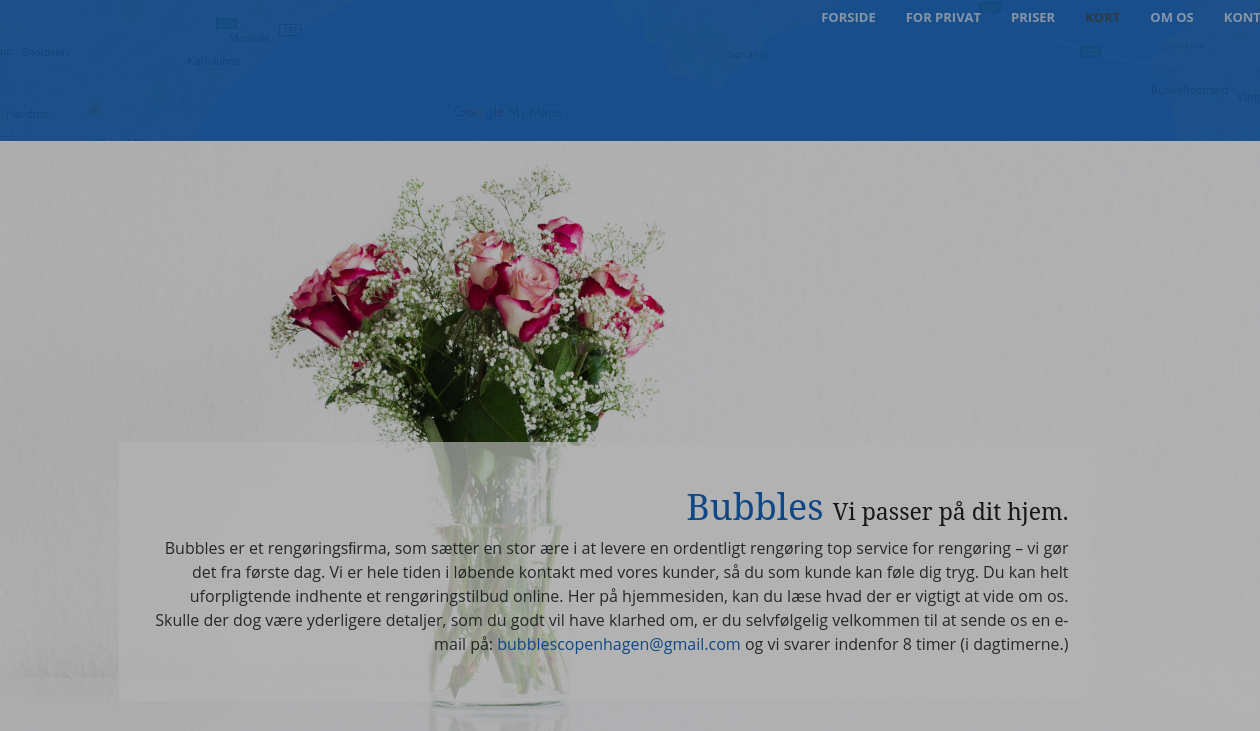 FORSIDE FOR PRIVAT PRISER KORT OM OS KONT
Mosede 151
Sholdelev
Karlslunde
Spvang
Havdrup
Google My Maps
Bunkeflostrand
Bubbles Vi passer på dit hjem.
Bubbles er et rengøringsfirma, som sætter en stor ære i at levere en ordentligt rengøring top service for rengøring – vi gør
det fra første dag. Vi er hele tiden i løbende kontakt med vores kunder, så du som kunde kan føle dig tryg. Du kan helt
uforpligtende indhente et rengøringstilbud online. Her på hjemmesiden, kan du læse hvad der er vigtigt at vide om os.
Skulle der dog være yderligere detaljer, som du godt vil have klarhed om, er du selvfølgelig velkommen til at sende os en e-
mail på: bubblescopenhagen@gmail.com og vi svarer indenfor 8 timer (i dagtimerne.)